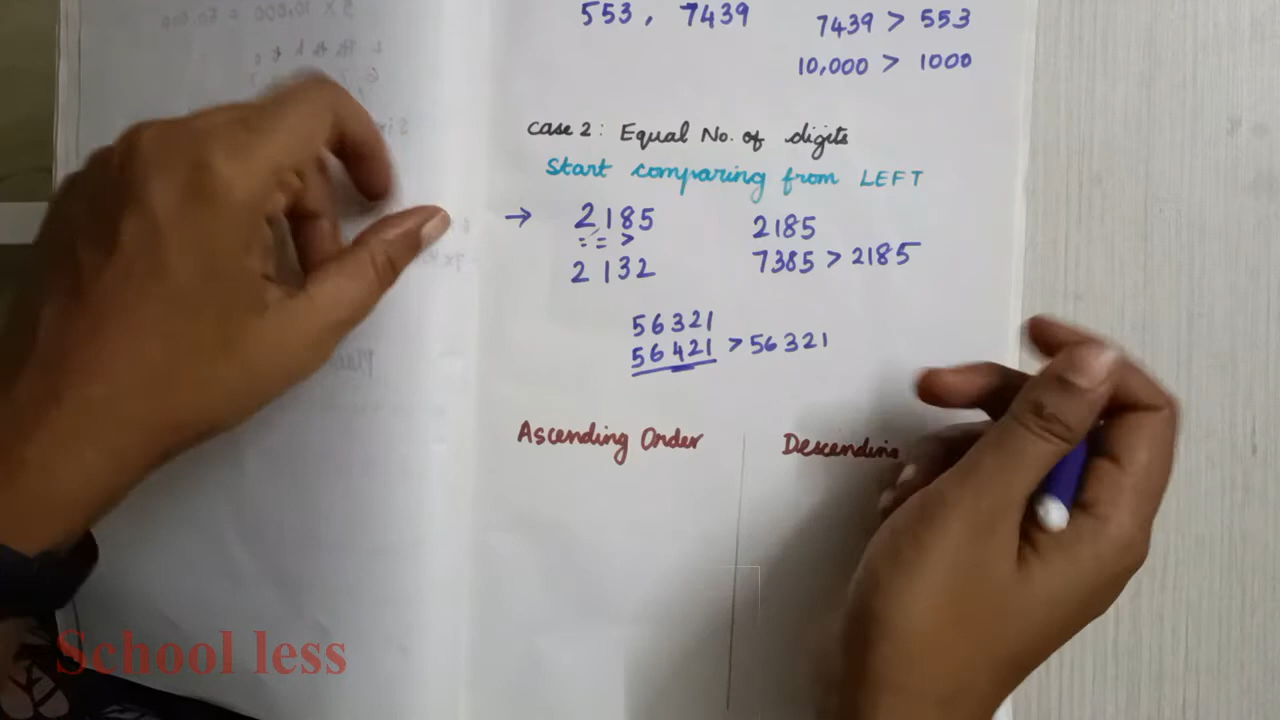 553, 7439
7439 > 553
10,000 > 1000
Case 2: Equal No. of digits
Start comparing from LEFT
→ 2185
= = >
2132
2185
7385 > 2185
56321
56421 > 56321
Ascending Order
Descendin
School less